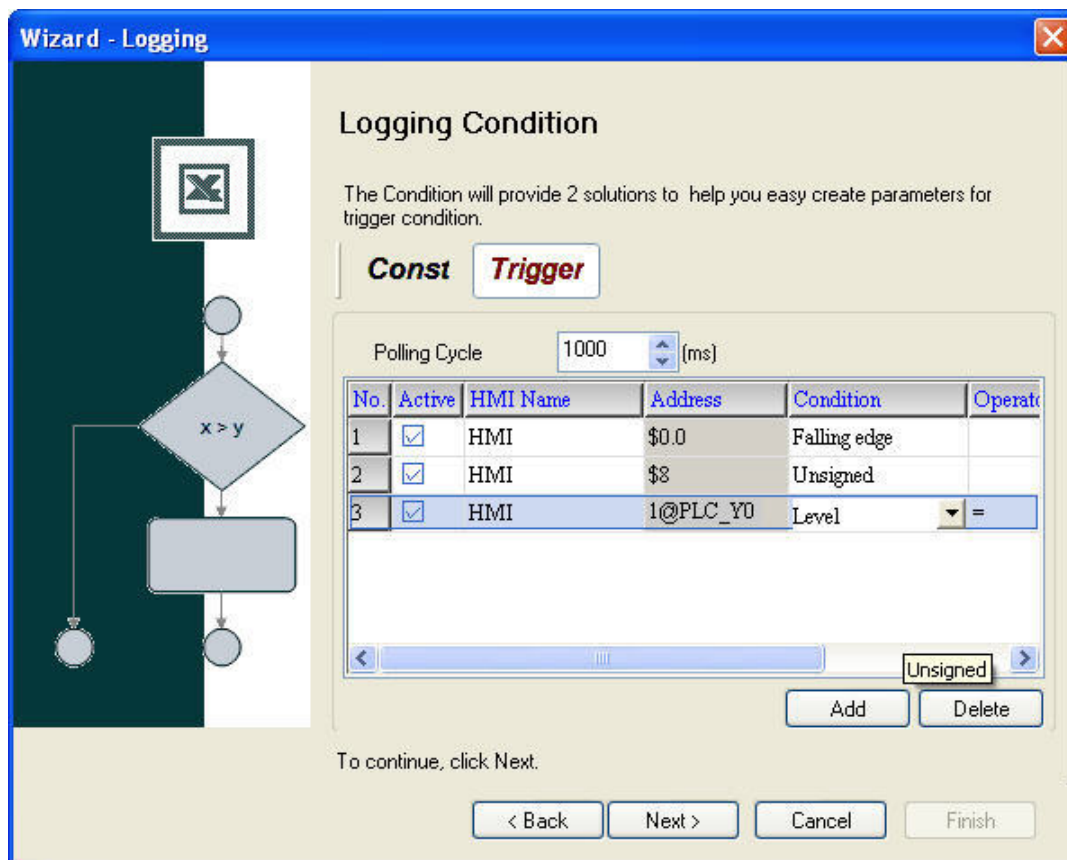 Wizard - Logging
Logging Condition
The Condition will provide 2 solutions to help you easy create parameters for
trigger condition.
Const Trigger
Polling Cycle 1000 (ms)
No. Active HMI Name Address Condition Operato
1 HMI $0.0 Falling edge
2 HMI $8 Unsigned
3 HMI 1@PLC_Y0 Level =
x > y
Unsigned
Add Delete
To continue, click Next.
< Back Next > Cancel Finish